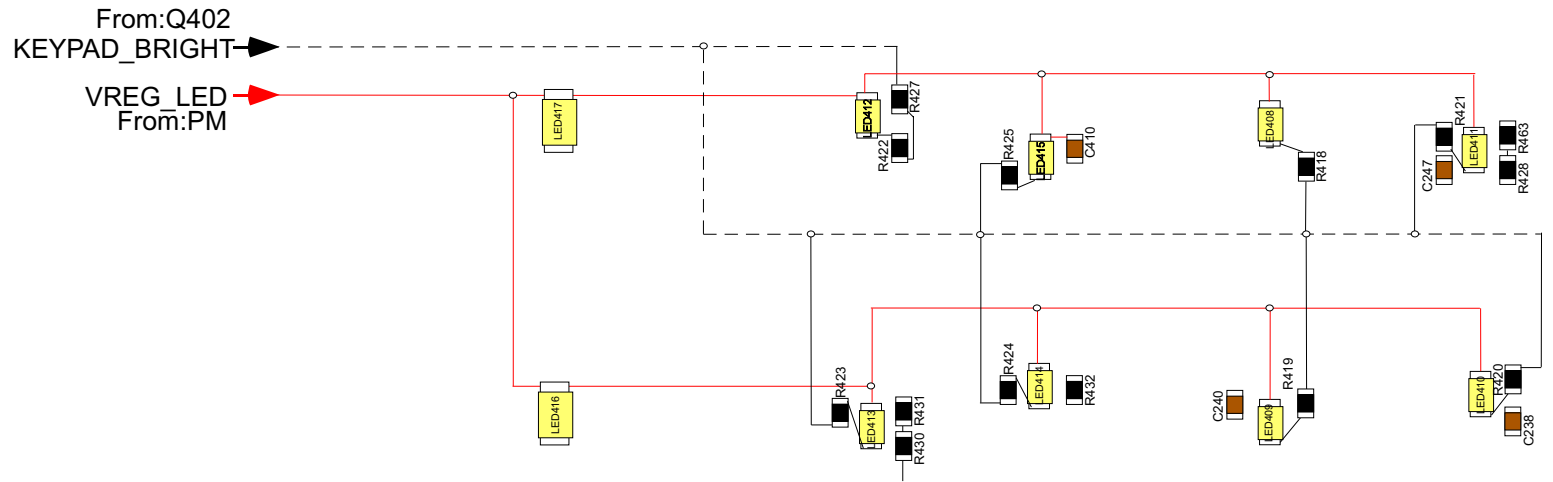 From:Q402
KEYPAD_BRIGHT
VREG_LED
From:PM
LED417
LED412
R427
R422
R425
LED415
C410
LED408
R418
R421
C247
LED411
R463
R428
LED416
R423
LED413
R431
R430
R424
LED414
R432
C240
LED409
R419
LED410
R420
C238